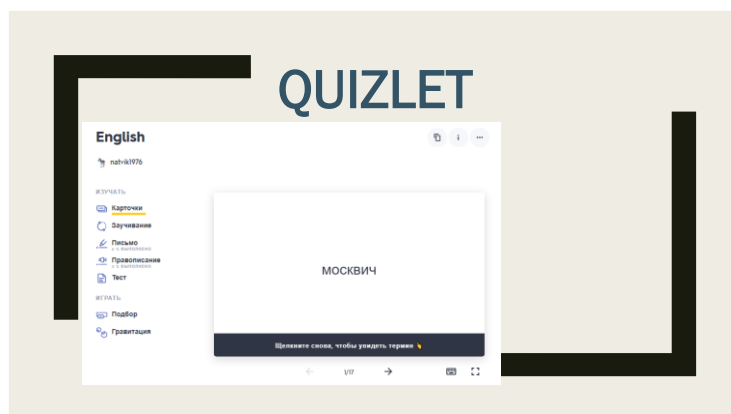 QUIZLET
English
natvik1976
ИЗУЧАТЬ
Карточки
Заучивание
Письмо
Правописание
Тест
ИГРАТЬ
Подбор
Гравитация
МОСКВИЧ
Щелкните снова, чтобы увидеть термин
1/17